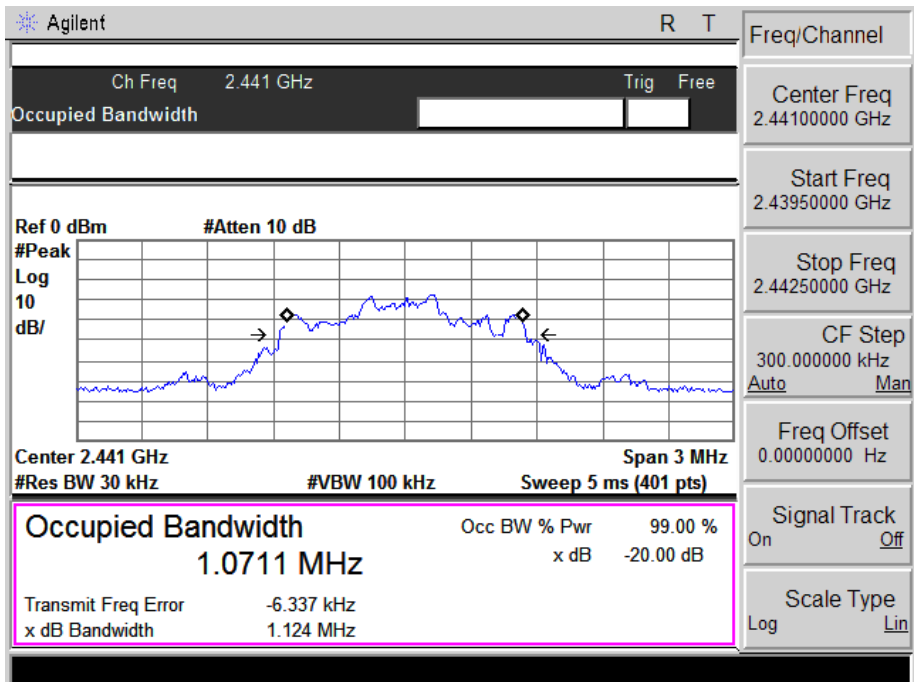 Agilent R T
Ch Freq 2.441 GHz Trig Free
Occupied Bandwidth
Ref 0 dBm #Atten 10 dB
#Peak
Log
10
dB/
Center 2.441 GHz Span 3 MHz
#Res BW 30 kHz #VBW 100 kHz Sweep 5 ms (401 pts)
Occupied Bandwidth Occ BW % Pwr 99.00 %
1.0711 MHz x dB -20.00 dB
Transmit Freq Error -6.337 kHz
x dB Bandwidth 1.124 MHz
Freq/Channel
Center Freq
2.44100000 GHz
Start Freq
2.43950000 GHz
Stop Freq
2.44250000 GHz
CF Step
300.000000 kHz
Auto Man
Freq Offset
0.00000000 Hz
Signal Track
On Off
Scale Type
Log Lin